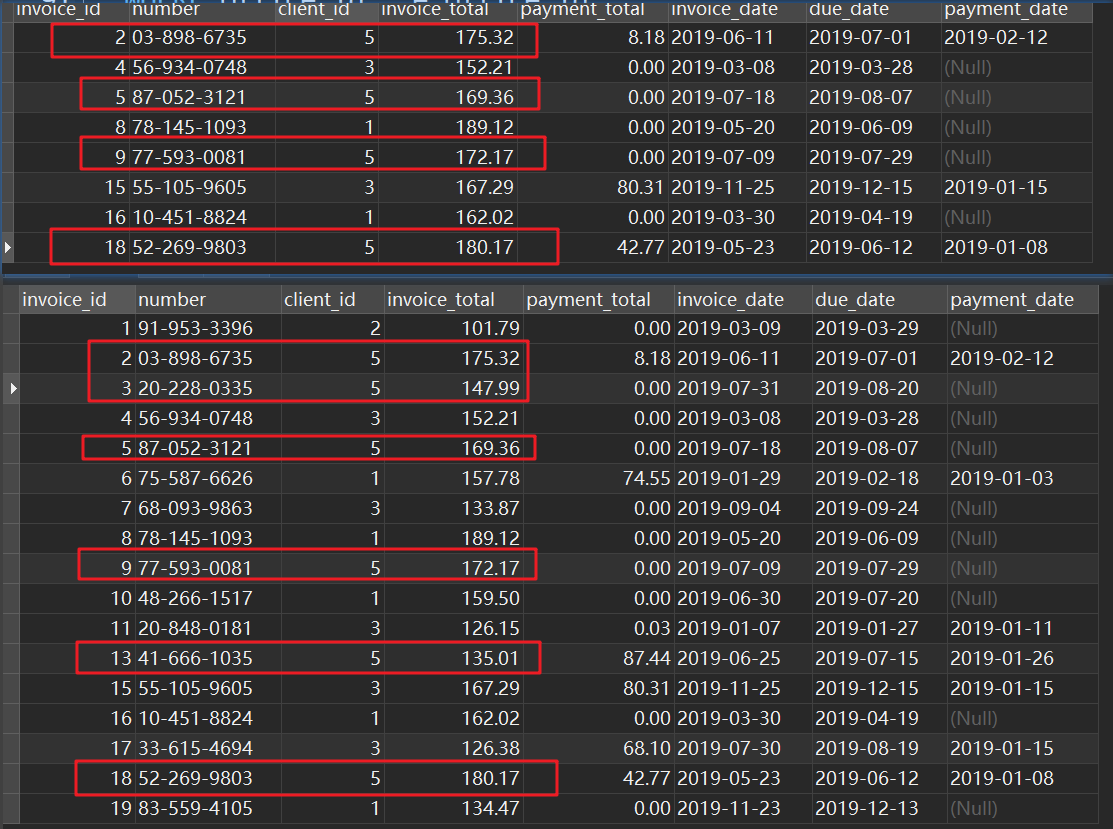 invoice_id number client_id invoice_total payment_total invoice_date due_date payment_date
2 03-898-6735 5 175.32 8.18 2019-06-11 2019-07-01 2019-02-12
4 56-934-0748 3 152.21 0.00 2019-03-08 2019-03-28 (Null)
5 87-052-3121 5 169.36 0.00 2019-07-18 2019-08-07 (Null)
8 78-145-1093 1 189.12 0.00 2019-05-20 2019-06-09 (Null)
9 77-593-0081 5 172.17 0.00 2019-07-09 2019-07-29 (Null)
15 55-105-9605 3 167.29 80.31 2019-11-25 2019-12-15 2019-01-15
16 10-451-8824 1 162.02 0.00 2019-03-30 2019-04-19 (Null)
18 52-269-9803 5 180.17 42.77 2019-05-23 2019-06-12 2019-01-08
invoice_id number client_id invoice_total payment_total invoice_date due_date payment_date
1 91-953-3396 2 101.79 0.00 2019-03-09 2019-03-29 (Null)
2 03-898-6735 5 175.32 8.18 2019-06-11 2019-07-01 2019-02-12
3 20-228-0335 5 147.99 0.00 2019-07-31 2019-08-20 (Null)
4 56-934-0748 3 152.21 0.00 2019-03-08 2019-03-28 (Null)
5 87-052-3121 5 169.36 0.00 2019-07-18 2019-08-07 (Null)
6 75-587-6626 1 157.78 74.55 2019-01-29 2019-02-18 2019-01-03
7 68-093-9863 3 133.87 0.00 2019-09-04 2019-09-24 (Null)
8 78-145-1093 1 189.12 0.00 2019-05-20 2019-06-09 (Null)
9 77-593-0081 5 172.17 0.00 2019-07-09 2019-07-29 (Null)
10 48-266-1517 1 159.50 0.00 2019-06-30 2019-07-20 (Null)
11 20-848-0181 3 126.15 0.03 2019-01-07 2019-01-27 2019-01-11
13 41-666-1035 5 135.01 87.44 2019-06-25 2019-07-15 2019-01-26
15 55-105-9605 3 167.29 80.31 2019-11-25 2019-12-15 2019-01-15
16 10-451-8824 1 162.02 0.00 2019-03-30 2019-04-19 (Null)
17 33-615-4694 3 126.38 68.10 2019-07-30 2019-08-19 2019-01-15
18 52-269-9803 5 180.17 42.77 2019-05-23 2019-06-12 2019-01-08
19 83-559-4105 1 134.47 0.00 2019-11-23 2019-12-13 (Null)